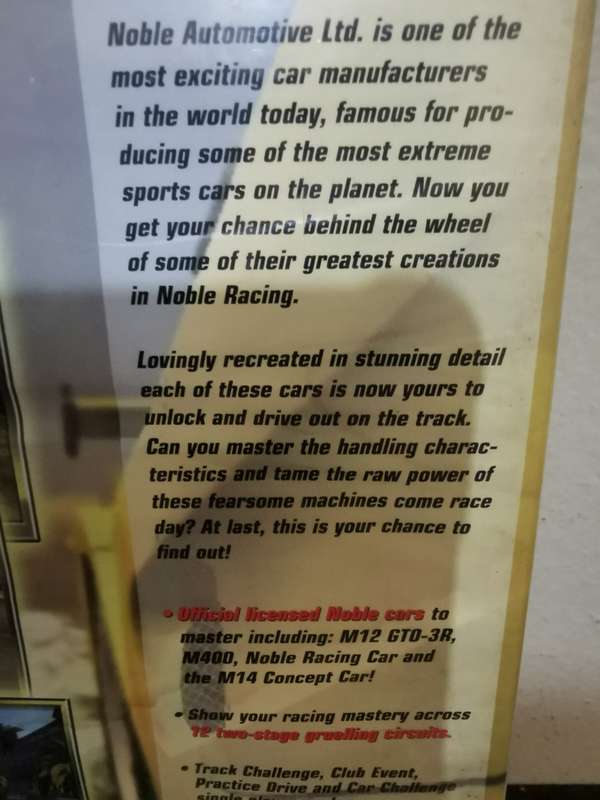 Noble Automotive Ltd. is one of the
most exciting car manufacturers
in the world today, famous for pro-
ducing some of the most extreme
sports cars on the planet. Now you
get your chance behind the wheel
of some of their greatest creations
in Noble Racing.
Lovingly recreated in stunning detail
each of these cars is now yours to
unlock and drive out on the track.
Can you master the handling charac-
teristics and tame the raw power of
these fearsome machines come race
day? At last, this is your chance to
find out!
• Official licensed Noble cars to
master including: M12 GTO-3R,
M400, Noble Racing Car and
the M14 Concept Car!
• Show your racing mastery across
12 two-stage gruelling circuits.
• Track Challenge, Club Event,
Practice Drive and Car Challenge